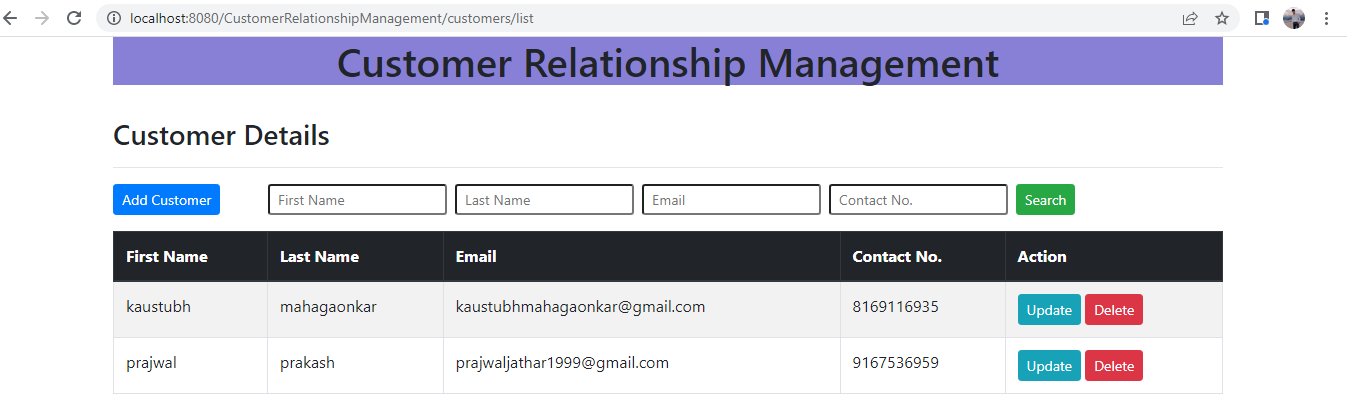 localhost:8080/CustomerRelationshipManagement/customers/list
Customer Relationship Management
Customer Details
Add Customer First Name Last Name Email Contact No. Search
First Name Last Name Email Contact No. Action
kaustubh mahagaonkar kaustubhmahagaonkar@gmail.com 8169116935 Update Delete
prajwal prakash prajwaljathar1999@gmail.com 9167536959 Update Delete